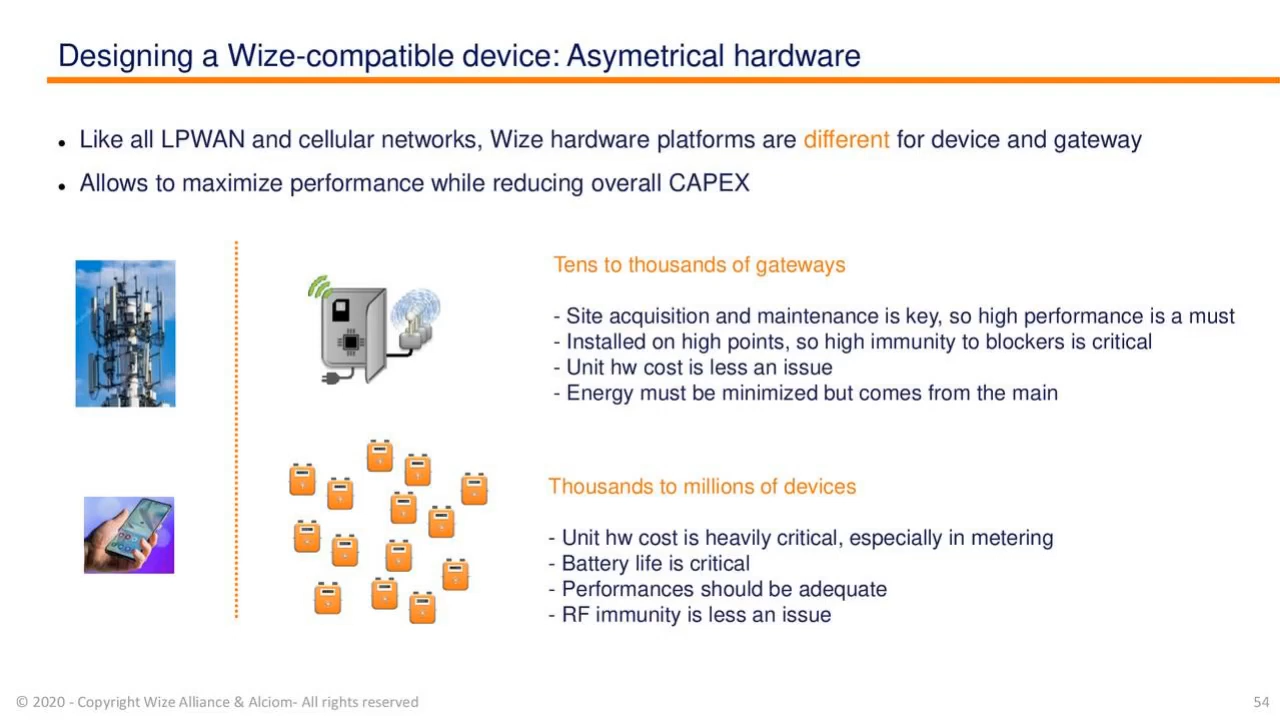 Designing a Wize-compatible device: Asymetrical hardware
• Like all LPWAN and cellular networks, Wize hardware platforms are different for device and gateway
• Allows to maximize performance while reducing overall CAPEX
Tens to thousands of gateways
- Site acquisition and maintenance is key, so high performance is a must
- Installed on high points, so high immunity to blockers is critical
- Unit hw cost is less an issue
- Energy must be minimized but comes from the main
Thousands to millions of devices
- Unit hw cost is heavily critical, especially in metering
- Battery life is critical
- Performances should be adequate
- RF immunity is less an issue
© 2020 - Copyright Wize Alliance & Alciom- All rights reserved
54